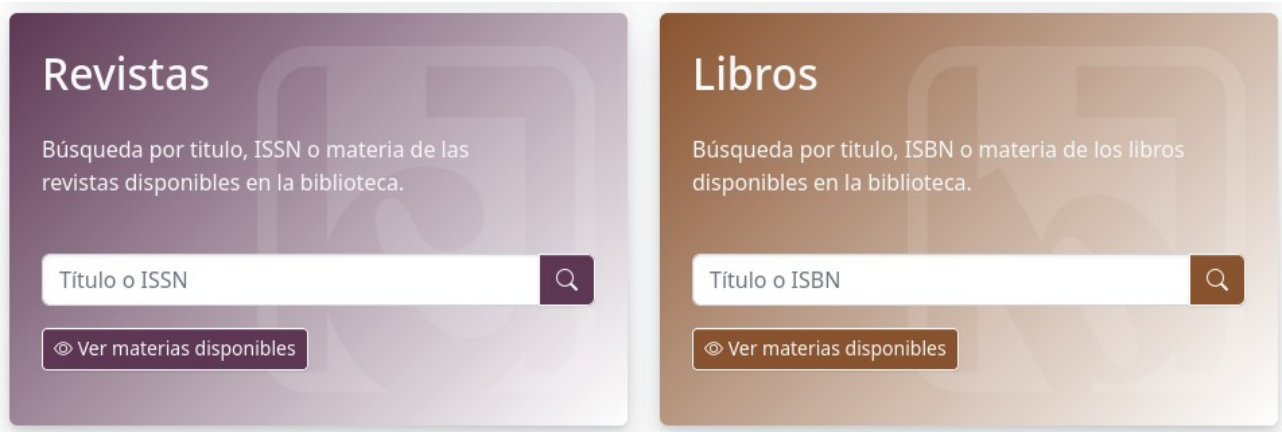 Revistas
Búsqueda por titulo, ISSN o materia de las
revistas disponibles en la biblioteca.
Título o ISSN
Ver materias disponibles
Libros
Búsqueda por titulo, ISBN o materia de los libros
disponibles en la biblioteca.
Título o ISBN
Ver materias disponibles